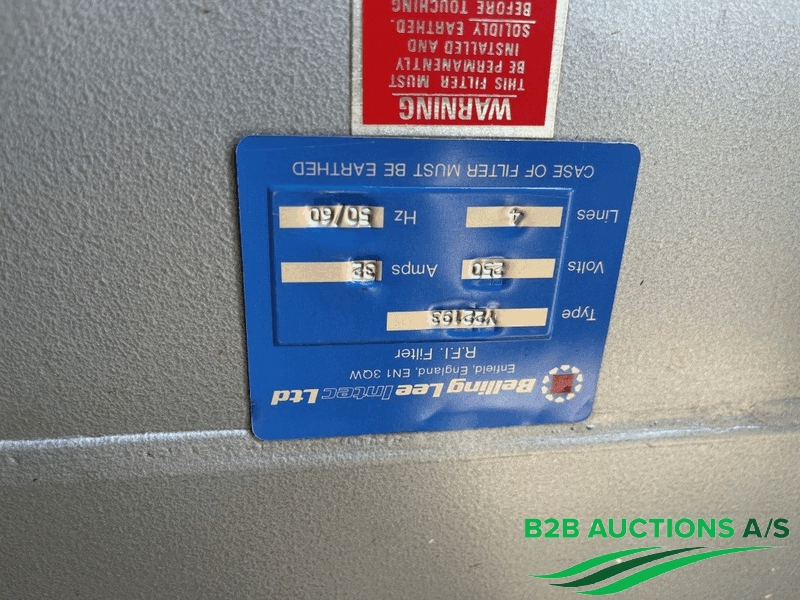 Belling Lee Intec Ltd
Enfield, England, EN1 3QW
R.F.I. Filter
Type Y22193
Volts 250 Amps 32
Lines 4 Hz 50/60
CASE OF FILTER MUST BE EARTHED
WARNING
THIS FILTER MUST
BE PERMANENTLY
INSTALLED AND
SOLIDLY EARTHED.
BEFORE TOUCHING
B2B AUCTIONS A/S